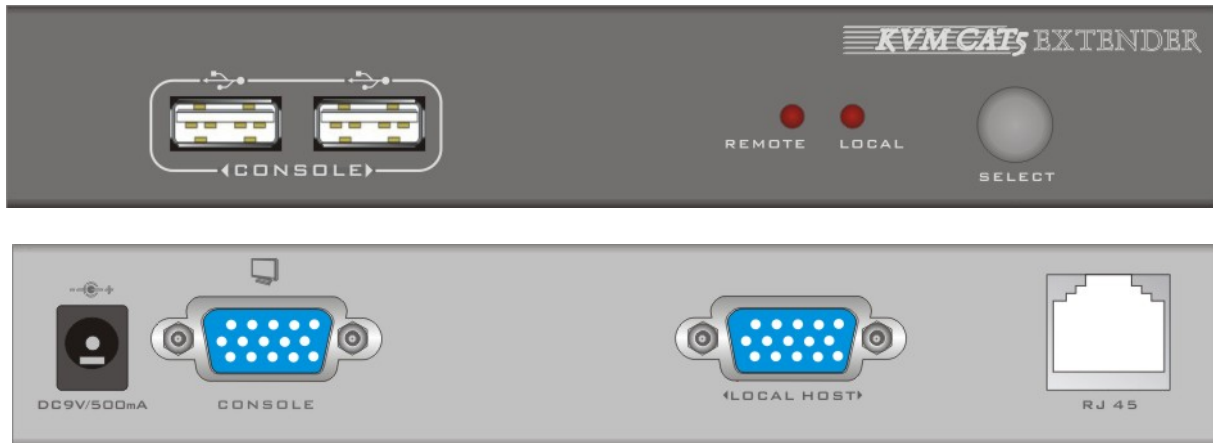 KVM CAT5 EXTENDER
REMOTE LOCAL
CONSOLE
SELECT
DC9V/500mA CONSOLE LOCAL HOST RJ 45